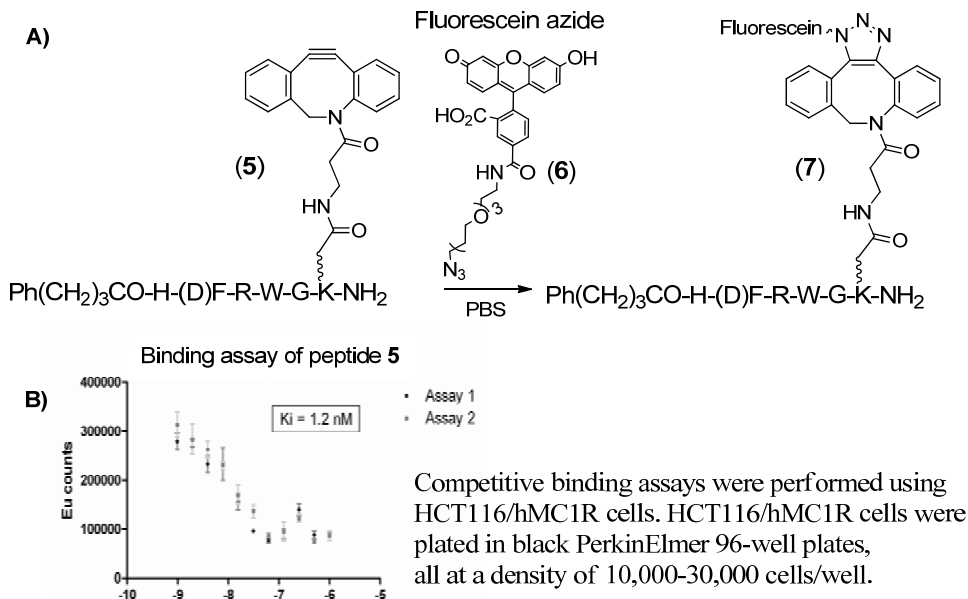 A)
Fluorescein azide
(5)
(6)
(7)
N
O
HN
O
O
O
OH
HO₂C
HN
O
O
3
N₃
Fluorescein
N
N
N
N
O
HN
O
Ph(CH₂)₃CO-H-(D)F-R-W-G-K-NH₂
PBS
Ph(CH₂)₃CO-H-(D)F-R-W-G-K-NH₂
Binding assay of peptide 5
B)
Eu counts
400000
300000
200000
100000
0
-10
-9
-8
-7
-6
-5
Ki = 1.2 nM
Assay 1
Assay 2
Competitive binding assays were performed using
HCT116/hMC1R cells. HCT116/hMC1R cells were
plated in black PerkinElmer 96-well plates,
all at a density of 10,000-30,000 cells/well.